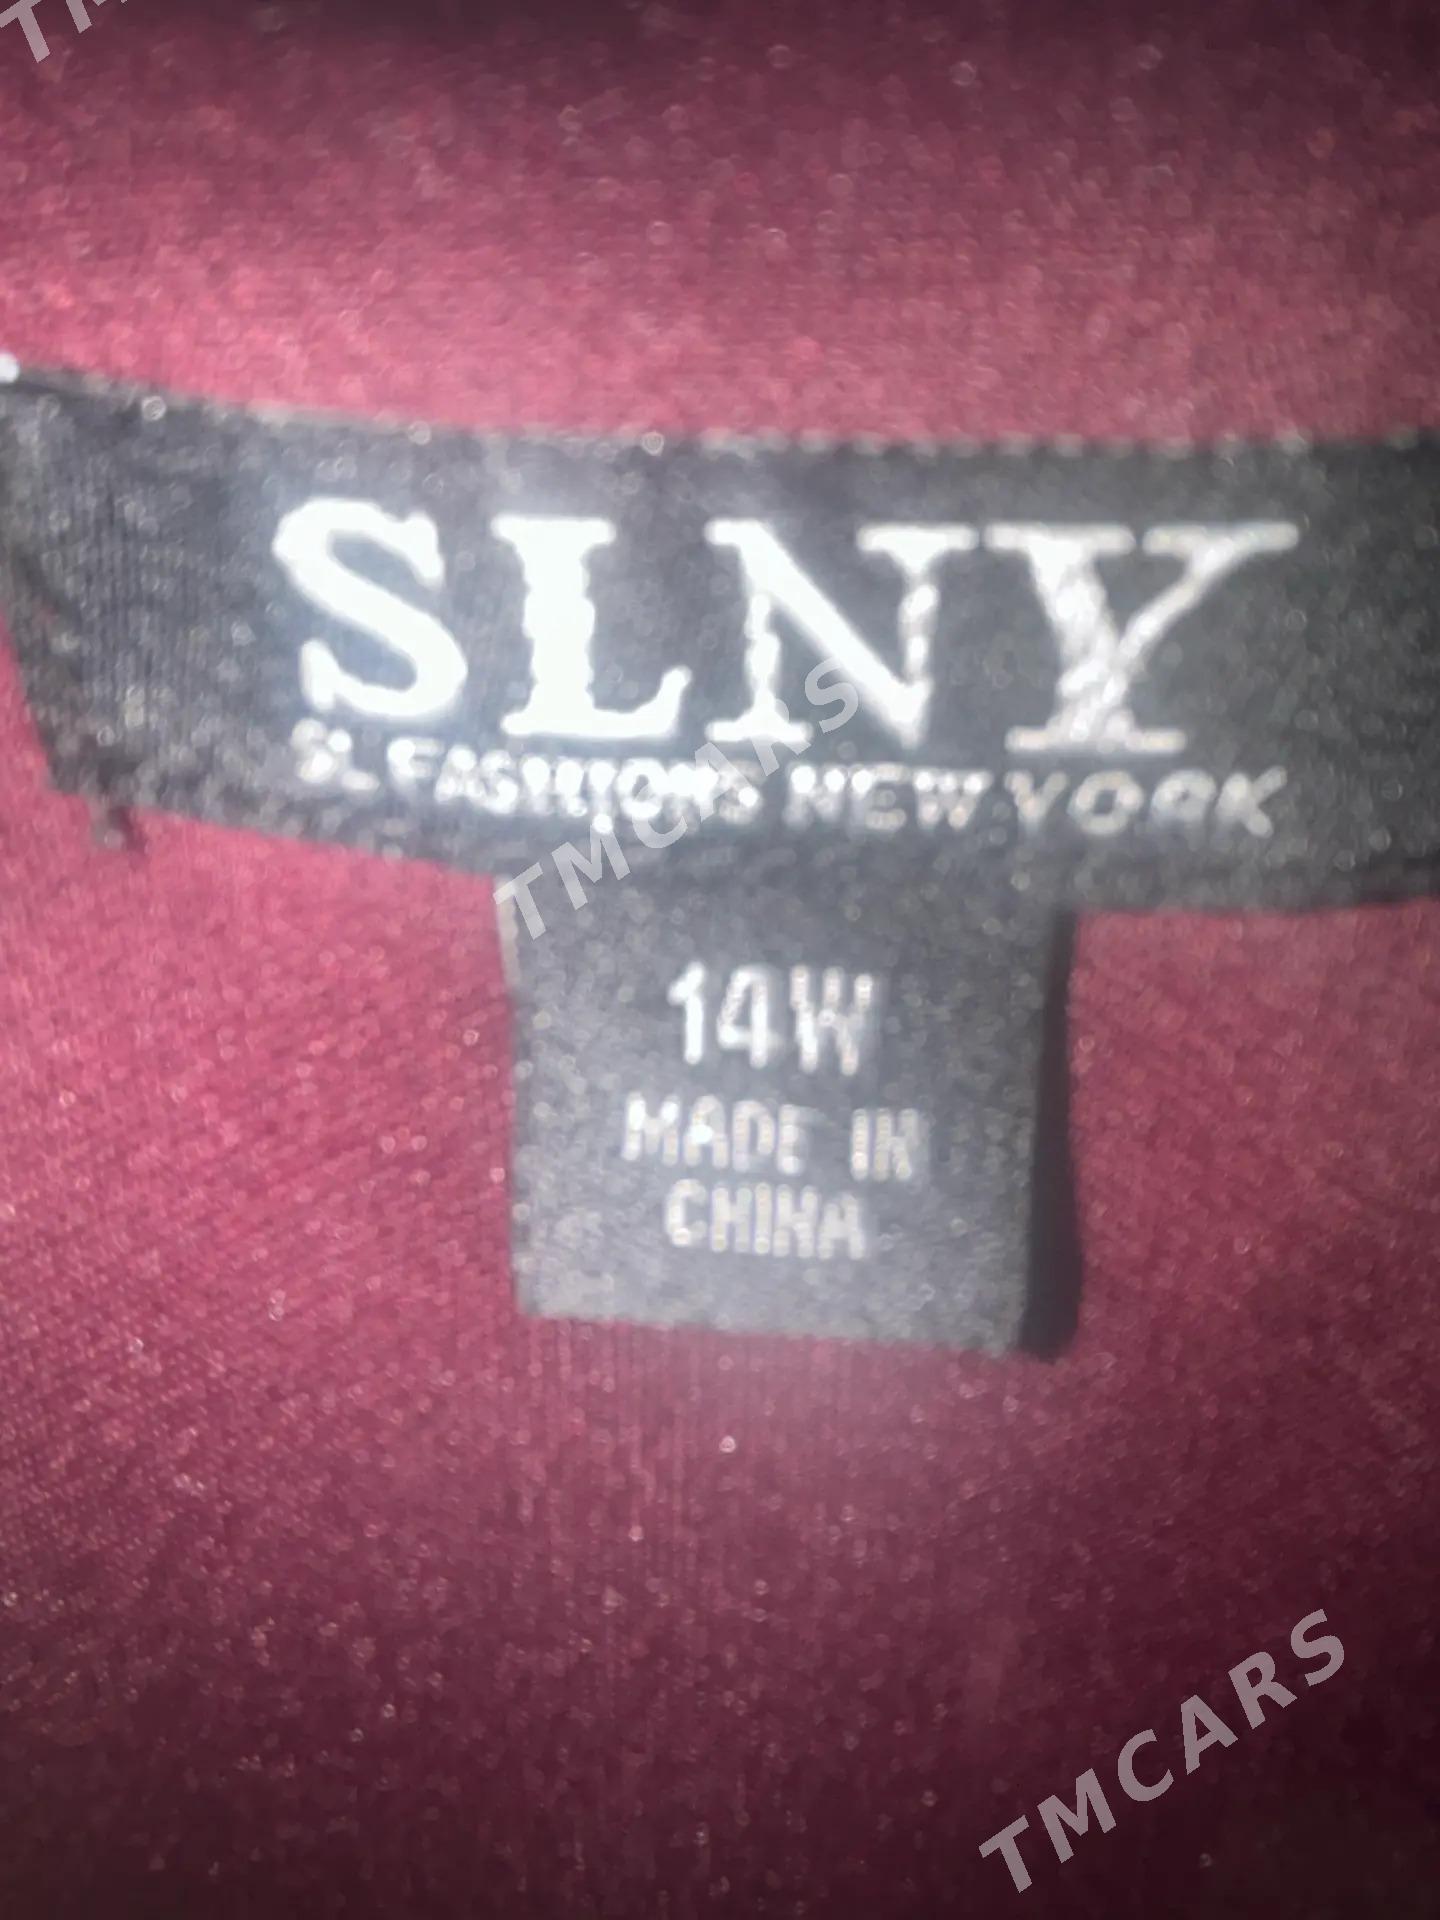 SLNY
SL FASHIONS NEW YORK
TMCARS
14W
MADE IN
CHINA
TMCARS